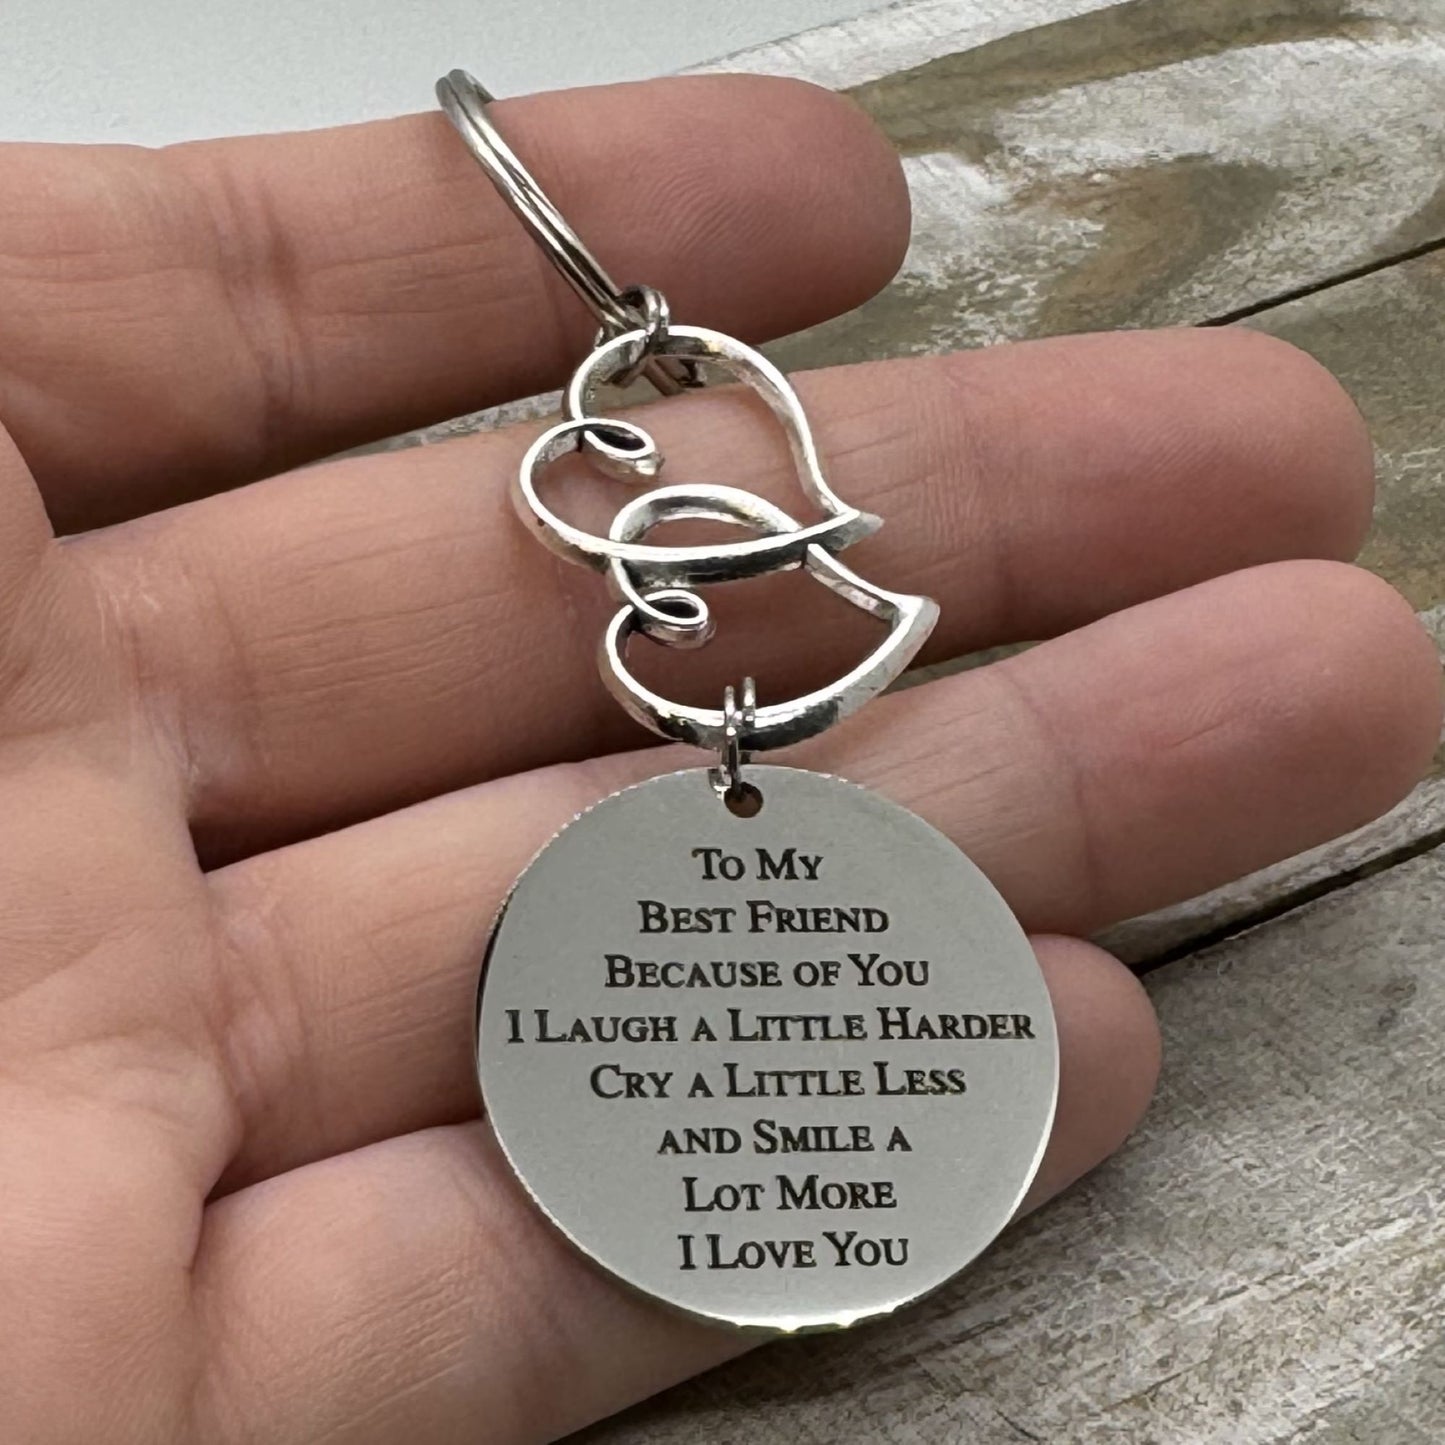 To My
Best Friend
Because of You
I Laugh a Little Harder
Cry a Little Less
and Smile a
Lot More
I Love You